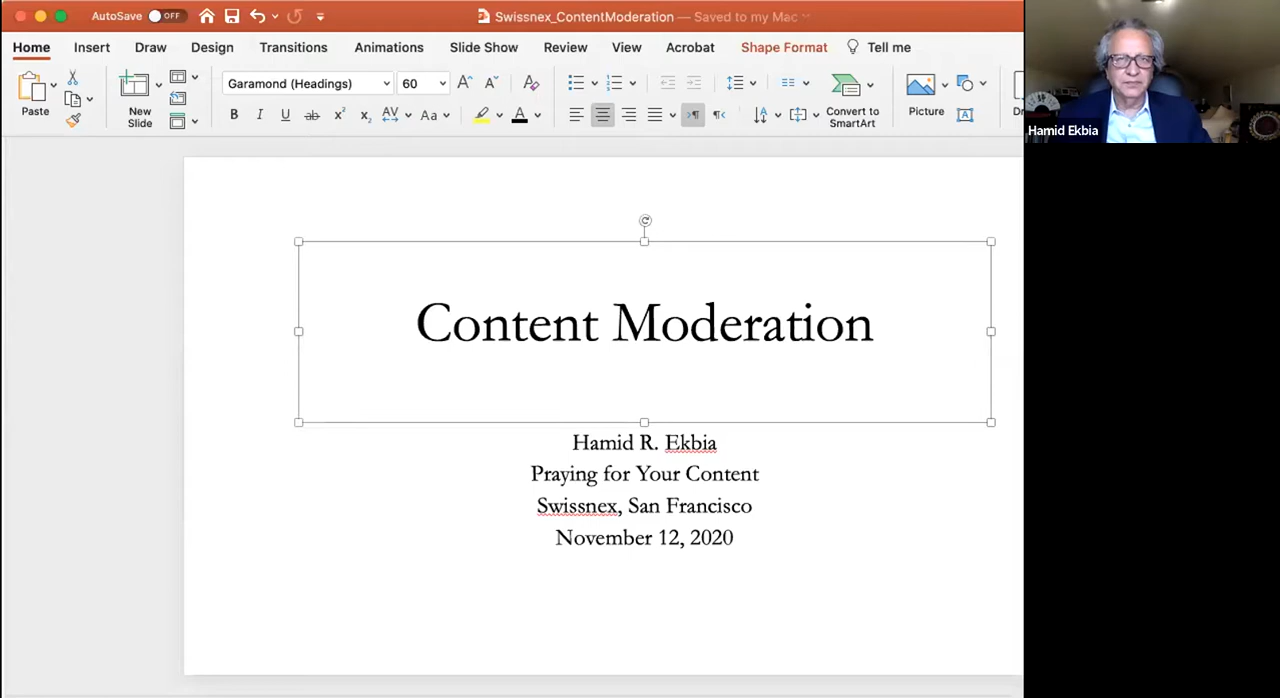 AutoSave OFF
Swissnex_ContentModeration — Saved to my Mac
Home Insert Draw Design Transitions Animations Slide Show Review View Acrobat Shape Format Tell me
Paste
New
Slide
Garamond (Headings) 60
Convert to
SmartArt
Picture
Hamid Ekbia
Content Moderation
Hamid R. Ekbia
Praying for Your Content
Swissnex, San Francisco
November 12, 2020